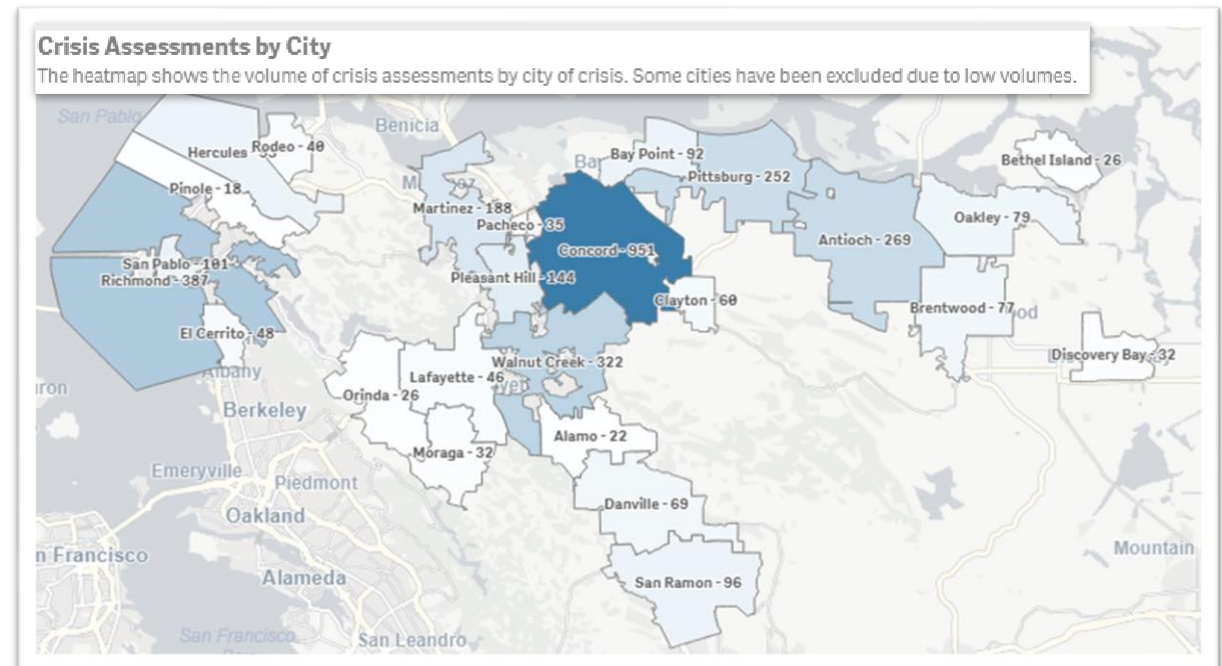 Crisis Assessments by City
The heatmap shows the volume of crisis assessments by city of crisis. Some cities have been excluded due to low volumes.
San Pablo
Benicia
Hercules
Rodeo - 40
Bay Point - 92
Bethel Island - 26
Pittsburg - 252
Pinole - 18
Martinez - 188
Pacheco - 35
Oakley - 79
Antioch - 269
Concord - 951
San Pablo - 101
Richmond - 387
Pleasant Hill - 144
Clayton - 60
Brentwood - 77
El Cerrito - 48
Walnut Creek - 322
Discovery Bay - 32
Albany
Lafayette - 46
Orinda - 26
Berkeley
Alamo - 22
Moraga - 32
Emeryville
Piedmont
Danville - 69
Oakland
n Francisco
Mountain
Alameda
San Ramon - 96
San Francisco
San Leandro